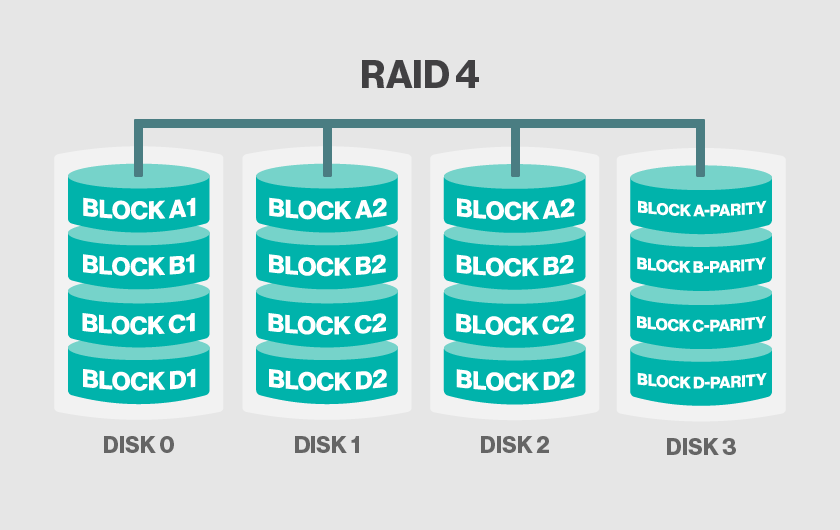 RAID 4
BLOCK A1
BLOCK B1
BLOCK C1
BLOCK D1
DISK 0
BLOCK A2
BLOCK B2
BLOCK C2
BLOCK D2
DISK 1
BLOCK A2
BLOCK B2
BLOCK C2
BLOCK D2
DISK 2
BLOCK A-PARITY
BLOCK B-PARITY
BLOCK C-PARITY
BLOCK D-PARITY
DISK 3